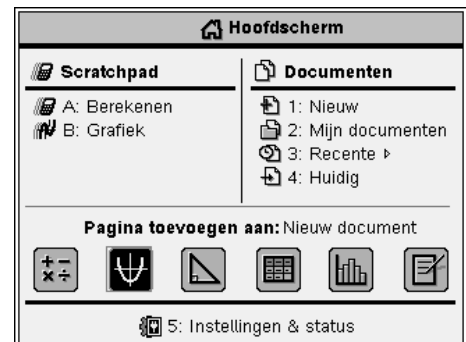 Hoofdscherm
Scratchpad
A: Berekenen
B: Grafiek
Documenten
1: Nieuw
2: Mijn documenten
3: Recente ▹
4: Huidig
Pagina toevoegen aan: Nieuw document
5: Instellingen & status